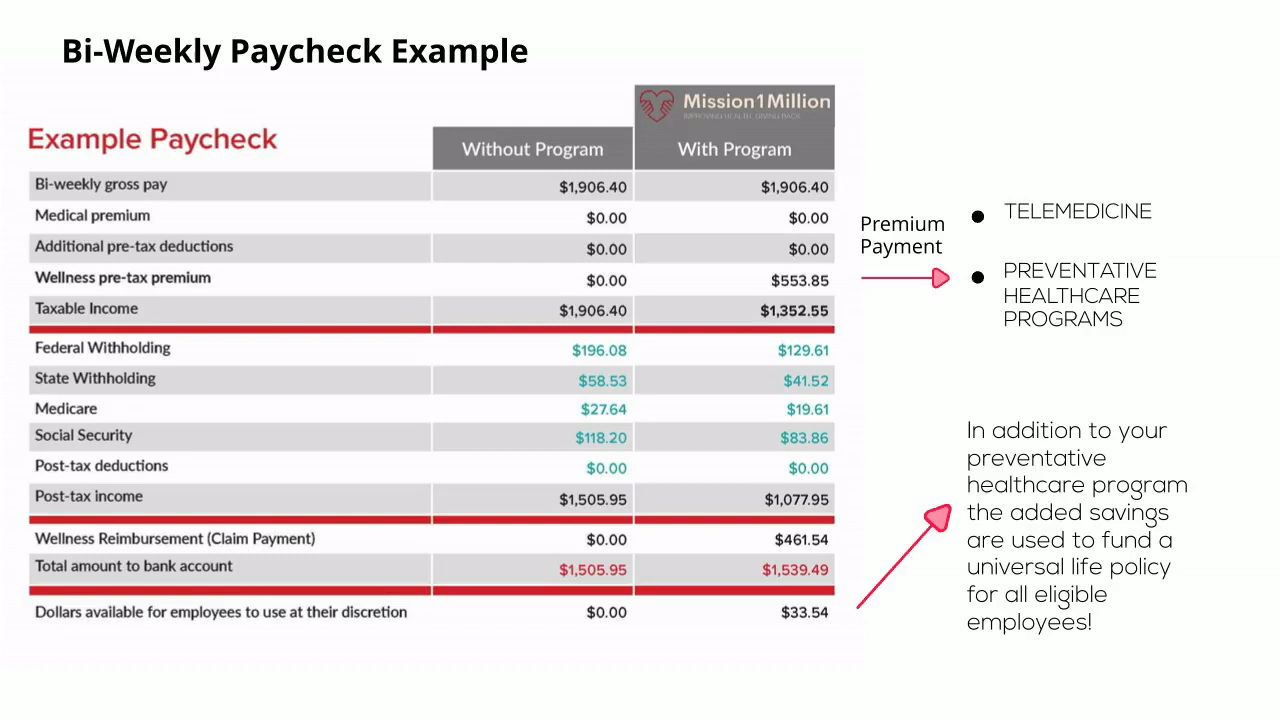 Bi-Weekly Paycheck Example
Mission1Million
IMPROVING HEALTH. GIVING BACK
Example Paycheck
Without Program
With Program
Bi-weekly gross pay $1,906.40 $1,906.40
Medical premium $0.00 $0.00
Additional pre-tax deductions $0.00 $0.00
Wellness pre-tax premium $0.00 $553.85
Taxable Income $1,906.40 $1,352.55
Federal Withholding $196.08 $129.61
State Withholding $58.53 $41.52
Medicare $27.64 $19.61
Social Security $118.20 $83.86
Post-tax deductions $0.00 $0.00
Post-tax income $1,505.95 $1,077.95
Wellness Reimbursement (Claim Payment) $0.00 $461.54
Total amount to bank account $1,505.95 $1,539.49
Dollars available for employees to use at their discretion $0.00 $33.54
Premium
Payment
• TELEMEDICINE
• PREVENTATIVE
HEALTHCARE
PROGRAMS
In addition to your
preventative
healthcare program
the added savings
are used to fund a
universal life policy
for all eligible
employees!